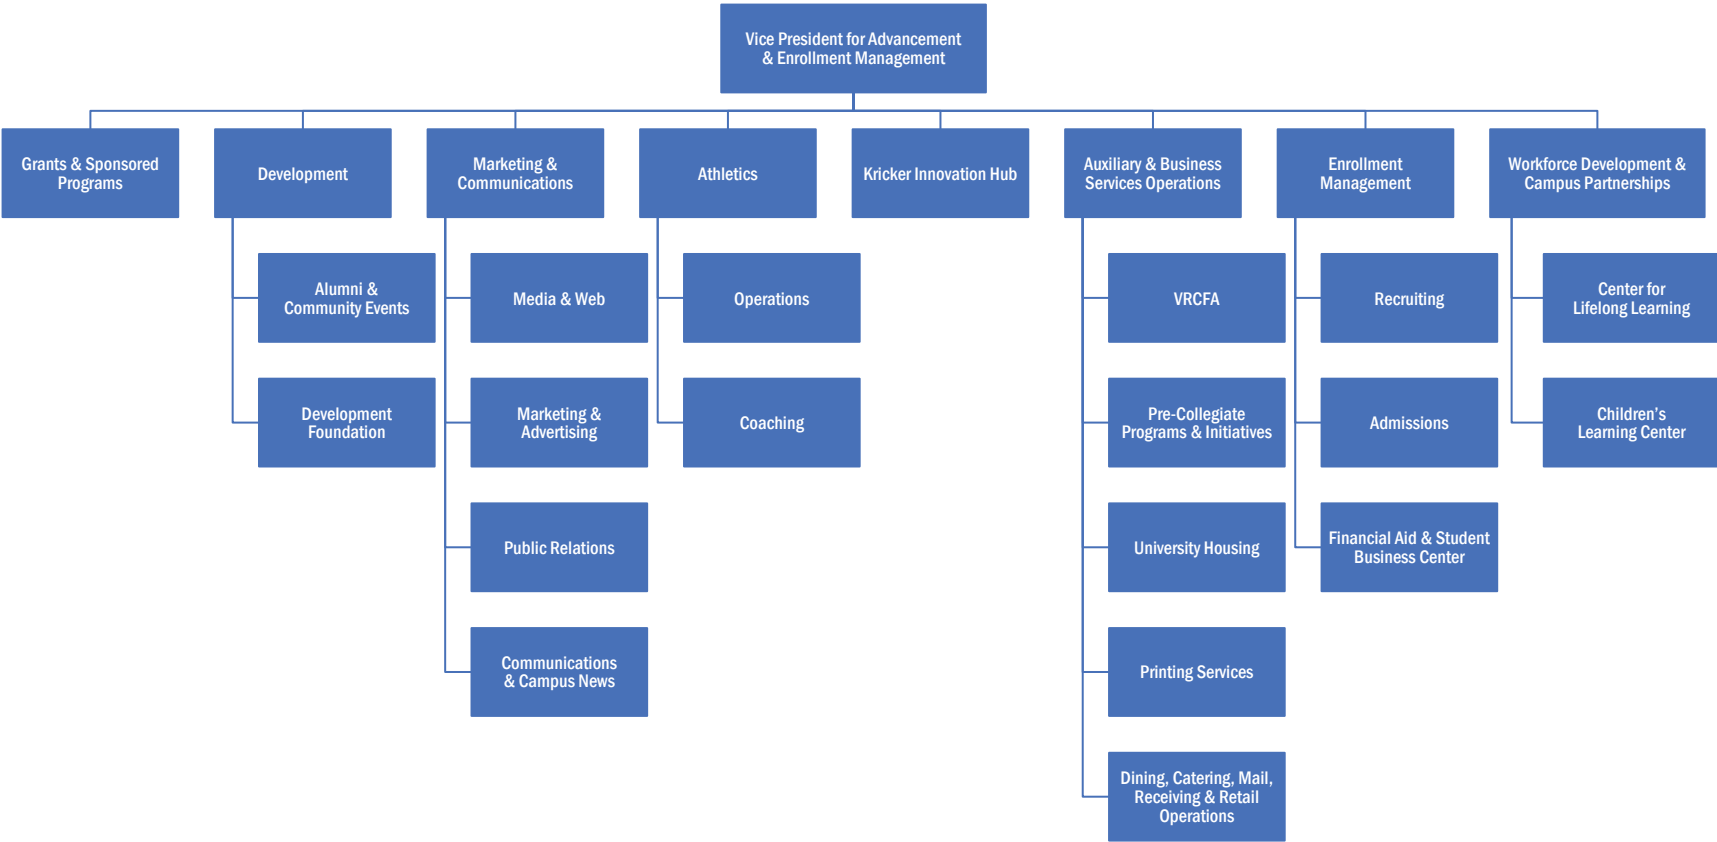 Vice President for Advancement
& Enrollment Management
Grants & Sponsored
Programs
Development
Marketing &
Communications
Athletics
Kricker Innovation Hub
Auxiliary & Business
Services Operations
Enrollment
Management
Workforce Development &
Campus Partnerships
Alumni &
Community Events
Media & Web
Operations
VRCFA
Recruiting
Center for
Lifelong Learning
Development
Foundation
Marketing &
Advertising
Coaching
Pre-Collegiate
Programs & Initiatives
Admissions
Children’s
Learning Center
Public Relations
University Housing
Financial Aid & Student
Business Center
Communications
& Campus News
Printing Services
Dining, Catering, Mail,
Receiving & Retail
Operations